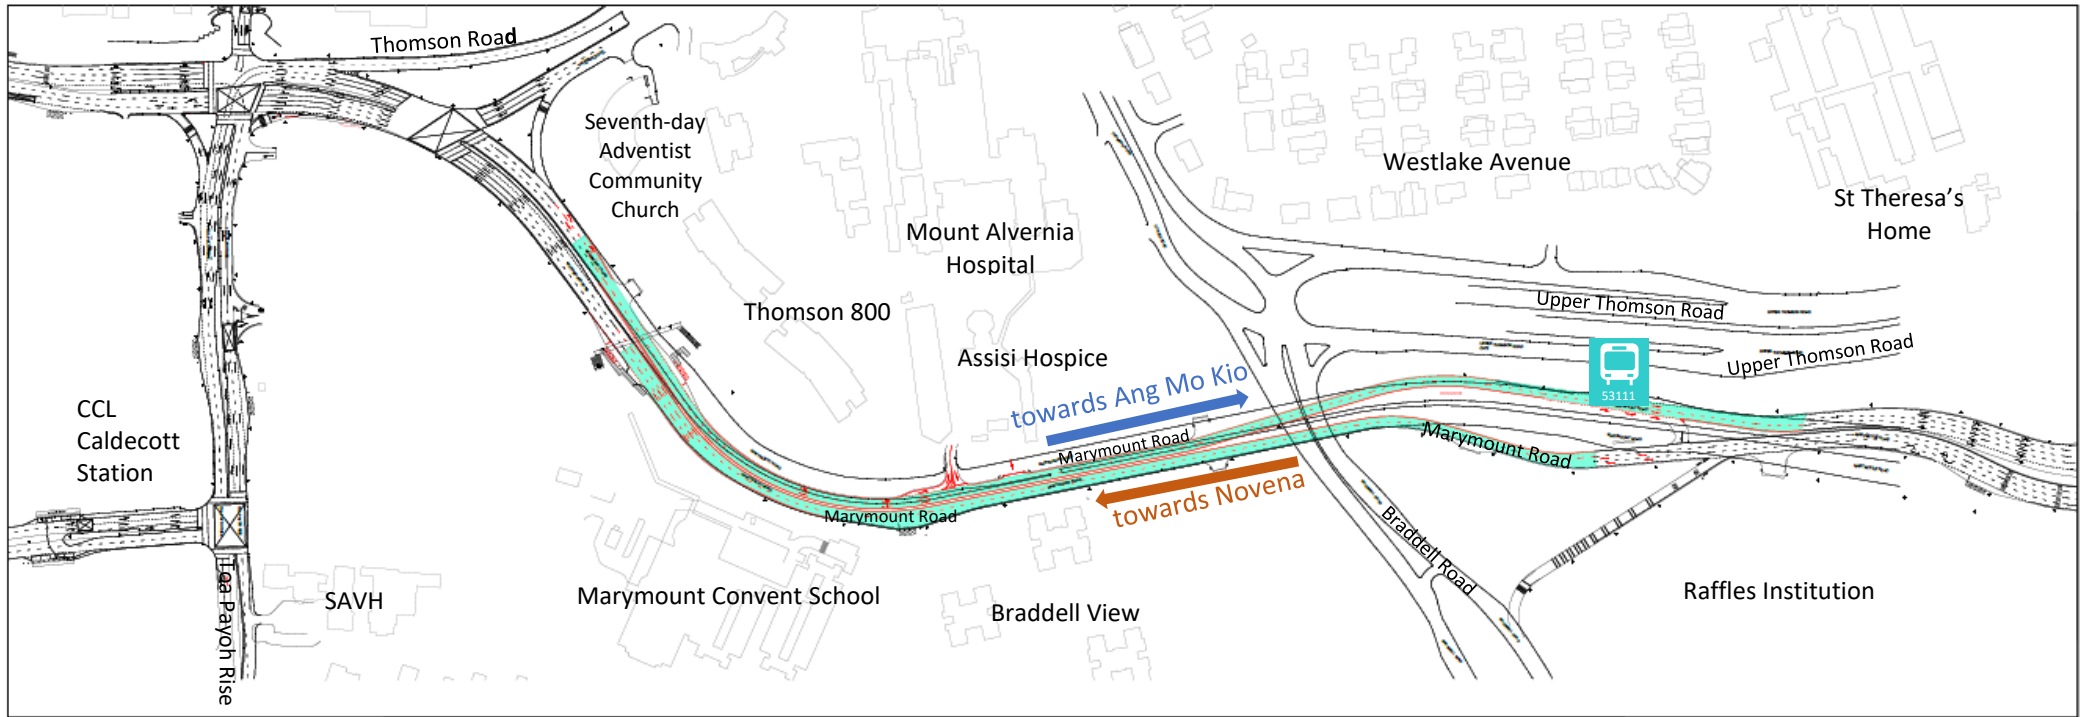 Thomson Road
Seventh-day
Adventist
Community
Church
Westlake Avenue
St Theresa's
Home
Mount Alvernia
Hospital
Thomson 800
Upper Thomson Road
Upper Thomson Road
Assisi Hospice
53111
towards Ang Mo Kio
CCL
Caldecott
Station
Marymount Road
Marymount Road
towards Novena
Marymount Road
Braddell Road
Toa Payoh Rise
SAVH
Marymount Convent School
Braddell View
Raffles Institution